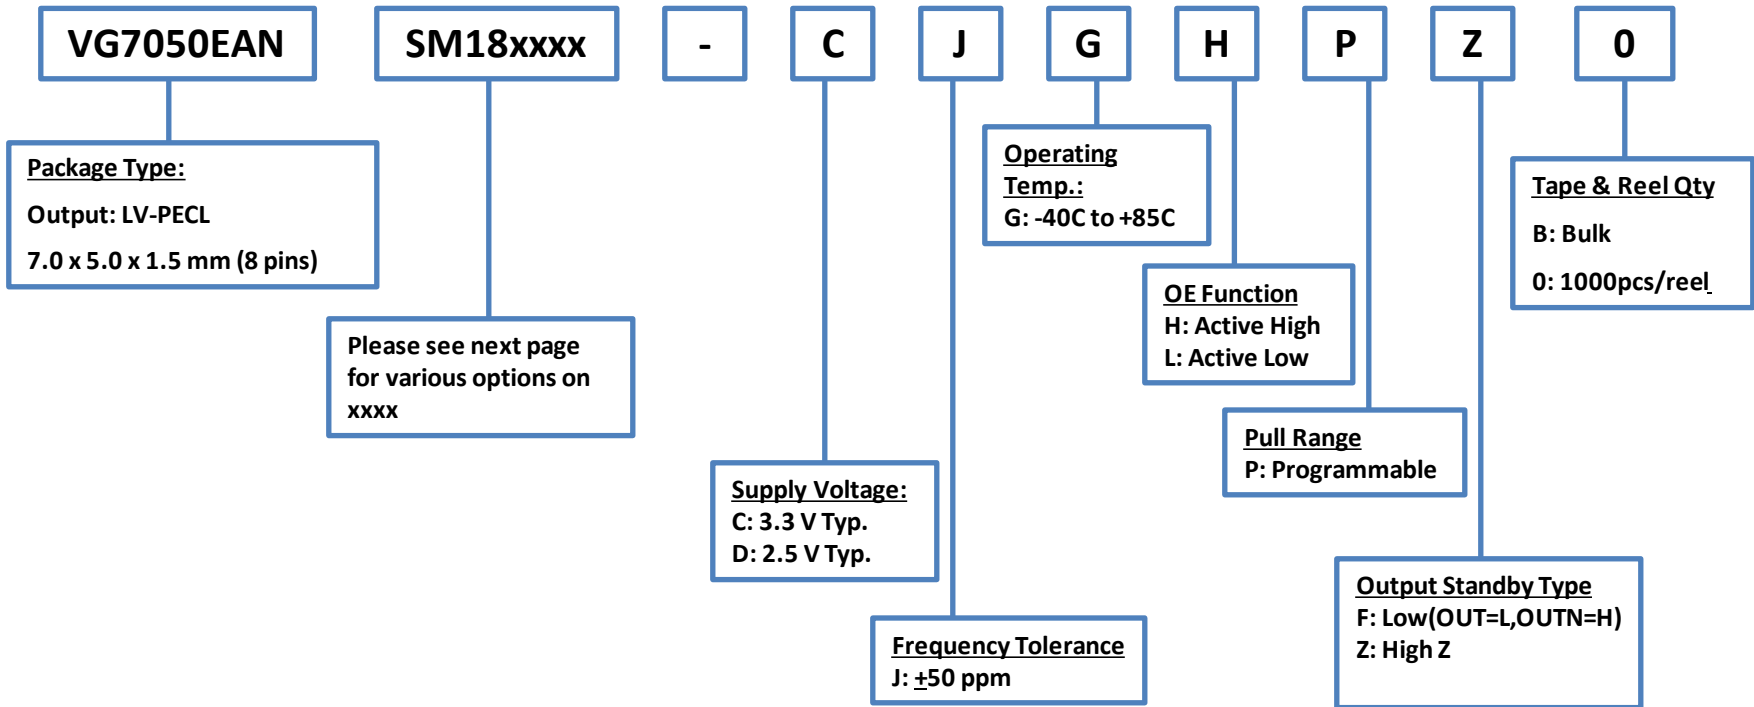 VG7050EAN SM18xxxx - C J G H P Z 0
Package Type:
Output: LV-PECL
7.0 x 5.0 x 1.5 mm (8 pins)
Please see next page
for various options on
xxxx
Supply Voltage:
C: 3.3 V Typ.
D: 2.5 V Typ.
Frequency Tolerance
J: ±50 ppm
Operating
Temp.:
G: -40C to +85C
OE Function
H: Active High
L: Active Low
Pull Range
P: Programmable
Output Standby Type
F: Low(OUT=L,OUTN=H)
Z: High Z
Tape & Reel Qty
B: Bulk
0: 1000pcs/reel